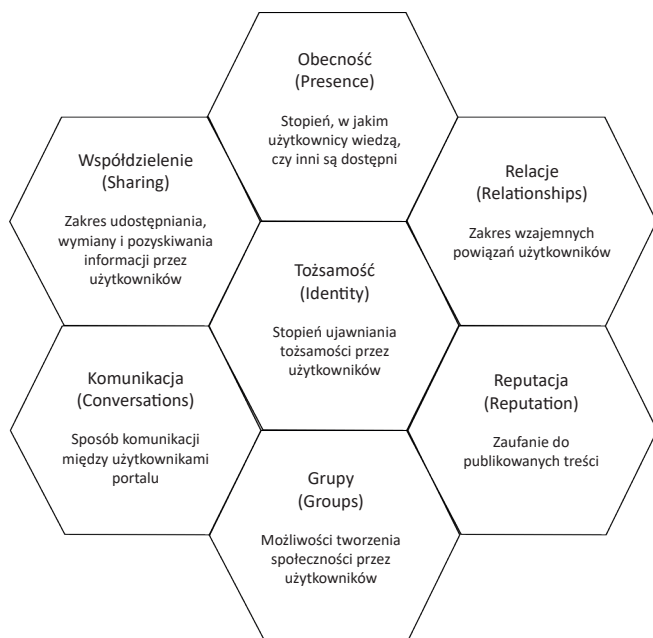 Obecność
(Presence)
Stopień, w jakim
użytkownicy wiedzą,
czy inni są dostępni
Współdzielenie
(Sharing)
Zakres udostępniania,
wymiany i pozyskiwania
informacji przez
użytkowników
Relacje
(Relationships)
Zakres wzajemnych
powiązań użytkowników
Tożsamość
(Identity)
Stopień ujawniania
tożsamości przez
użytkowników
Komunikacja
(Conversations)
Sposób komunikacji
między użytkownikami
portalu
Reputacja
(Reputation)
Zaufanie do
publikowanych treści
Grupy
(Groups)
Możliwości tworzenia
społeczności przez
użytkowników